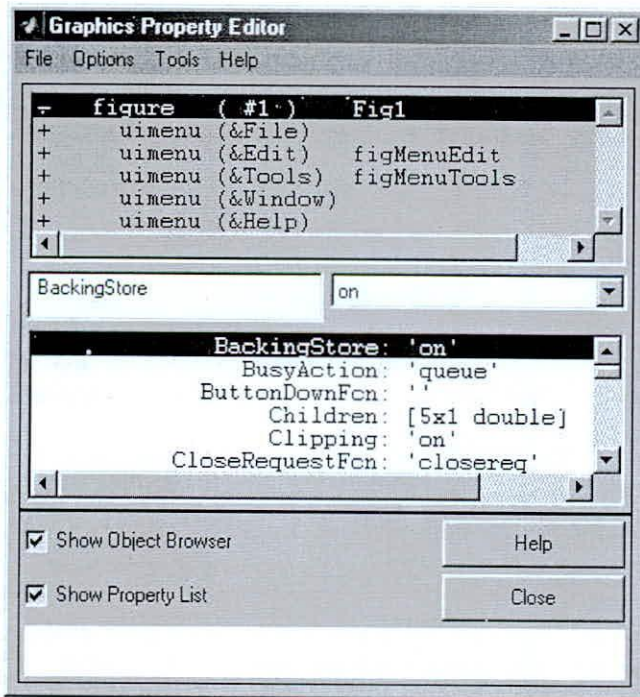 Graphics Property Editor
File Options Tools Help
- figure ( #1 ) Fig1
+ uimenu (&File)
+ uimenu (&Edit) figMenuEdit
+ uimenu (&Tools) figMenuTools
+ uimenu (&Window)
+ uimenu (&Help)
BackingStore on
BackingStore: 'on'
BusyAction: 'queue'
ButtonDownFcn: ''
Children: [5x1 double]
Clipping: 'on'
CloseRequestFcn: 'closereq'
Show Object Browser Help
Show Property List Close